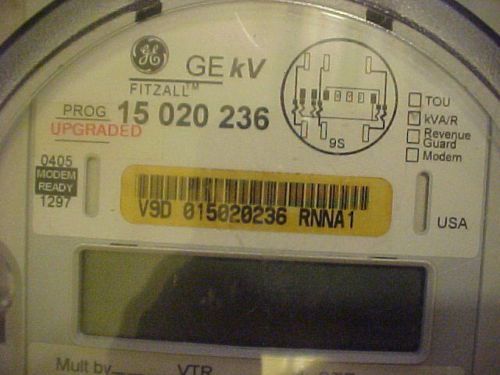 GE
GE kV
FITZALL™
PROG 15 020 236
UPGRADED
9S
TOU
kVA/R
Revenue
Guard
Modem
0405
MODEM
READY
1297
V9D 015020236 RNNA1
USA
Mult by
VTR